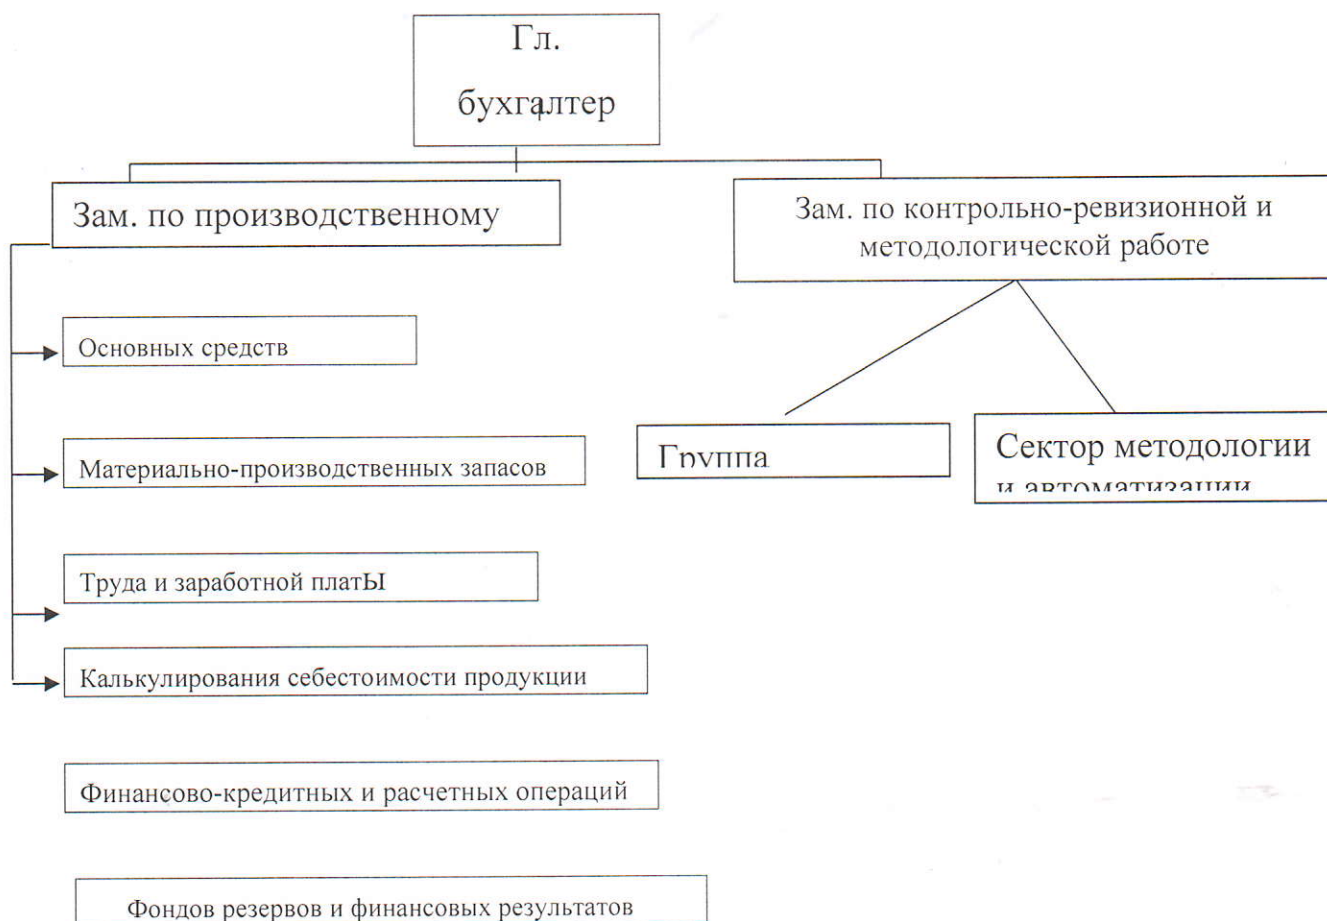 Гл.
бухгалтер
Зам. по производственному
Зам. по контрольно-ревизионной и
методологической работе
Основных средств
Материально-производственных запасов
Группа
Сектор методологии
и автоматизации
Труда и заработной платЫ
Калькулирования себестоимости продукции
Финансово-кредитных и расчетных операций
Фондов резервов и финансовых результатов